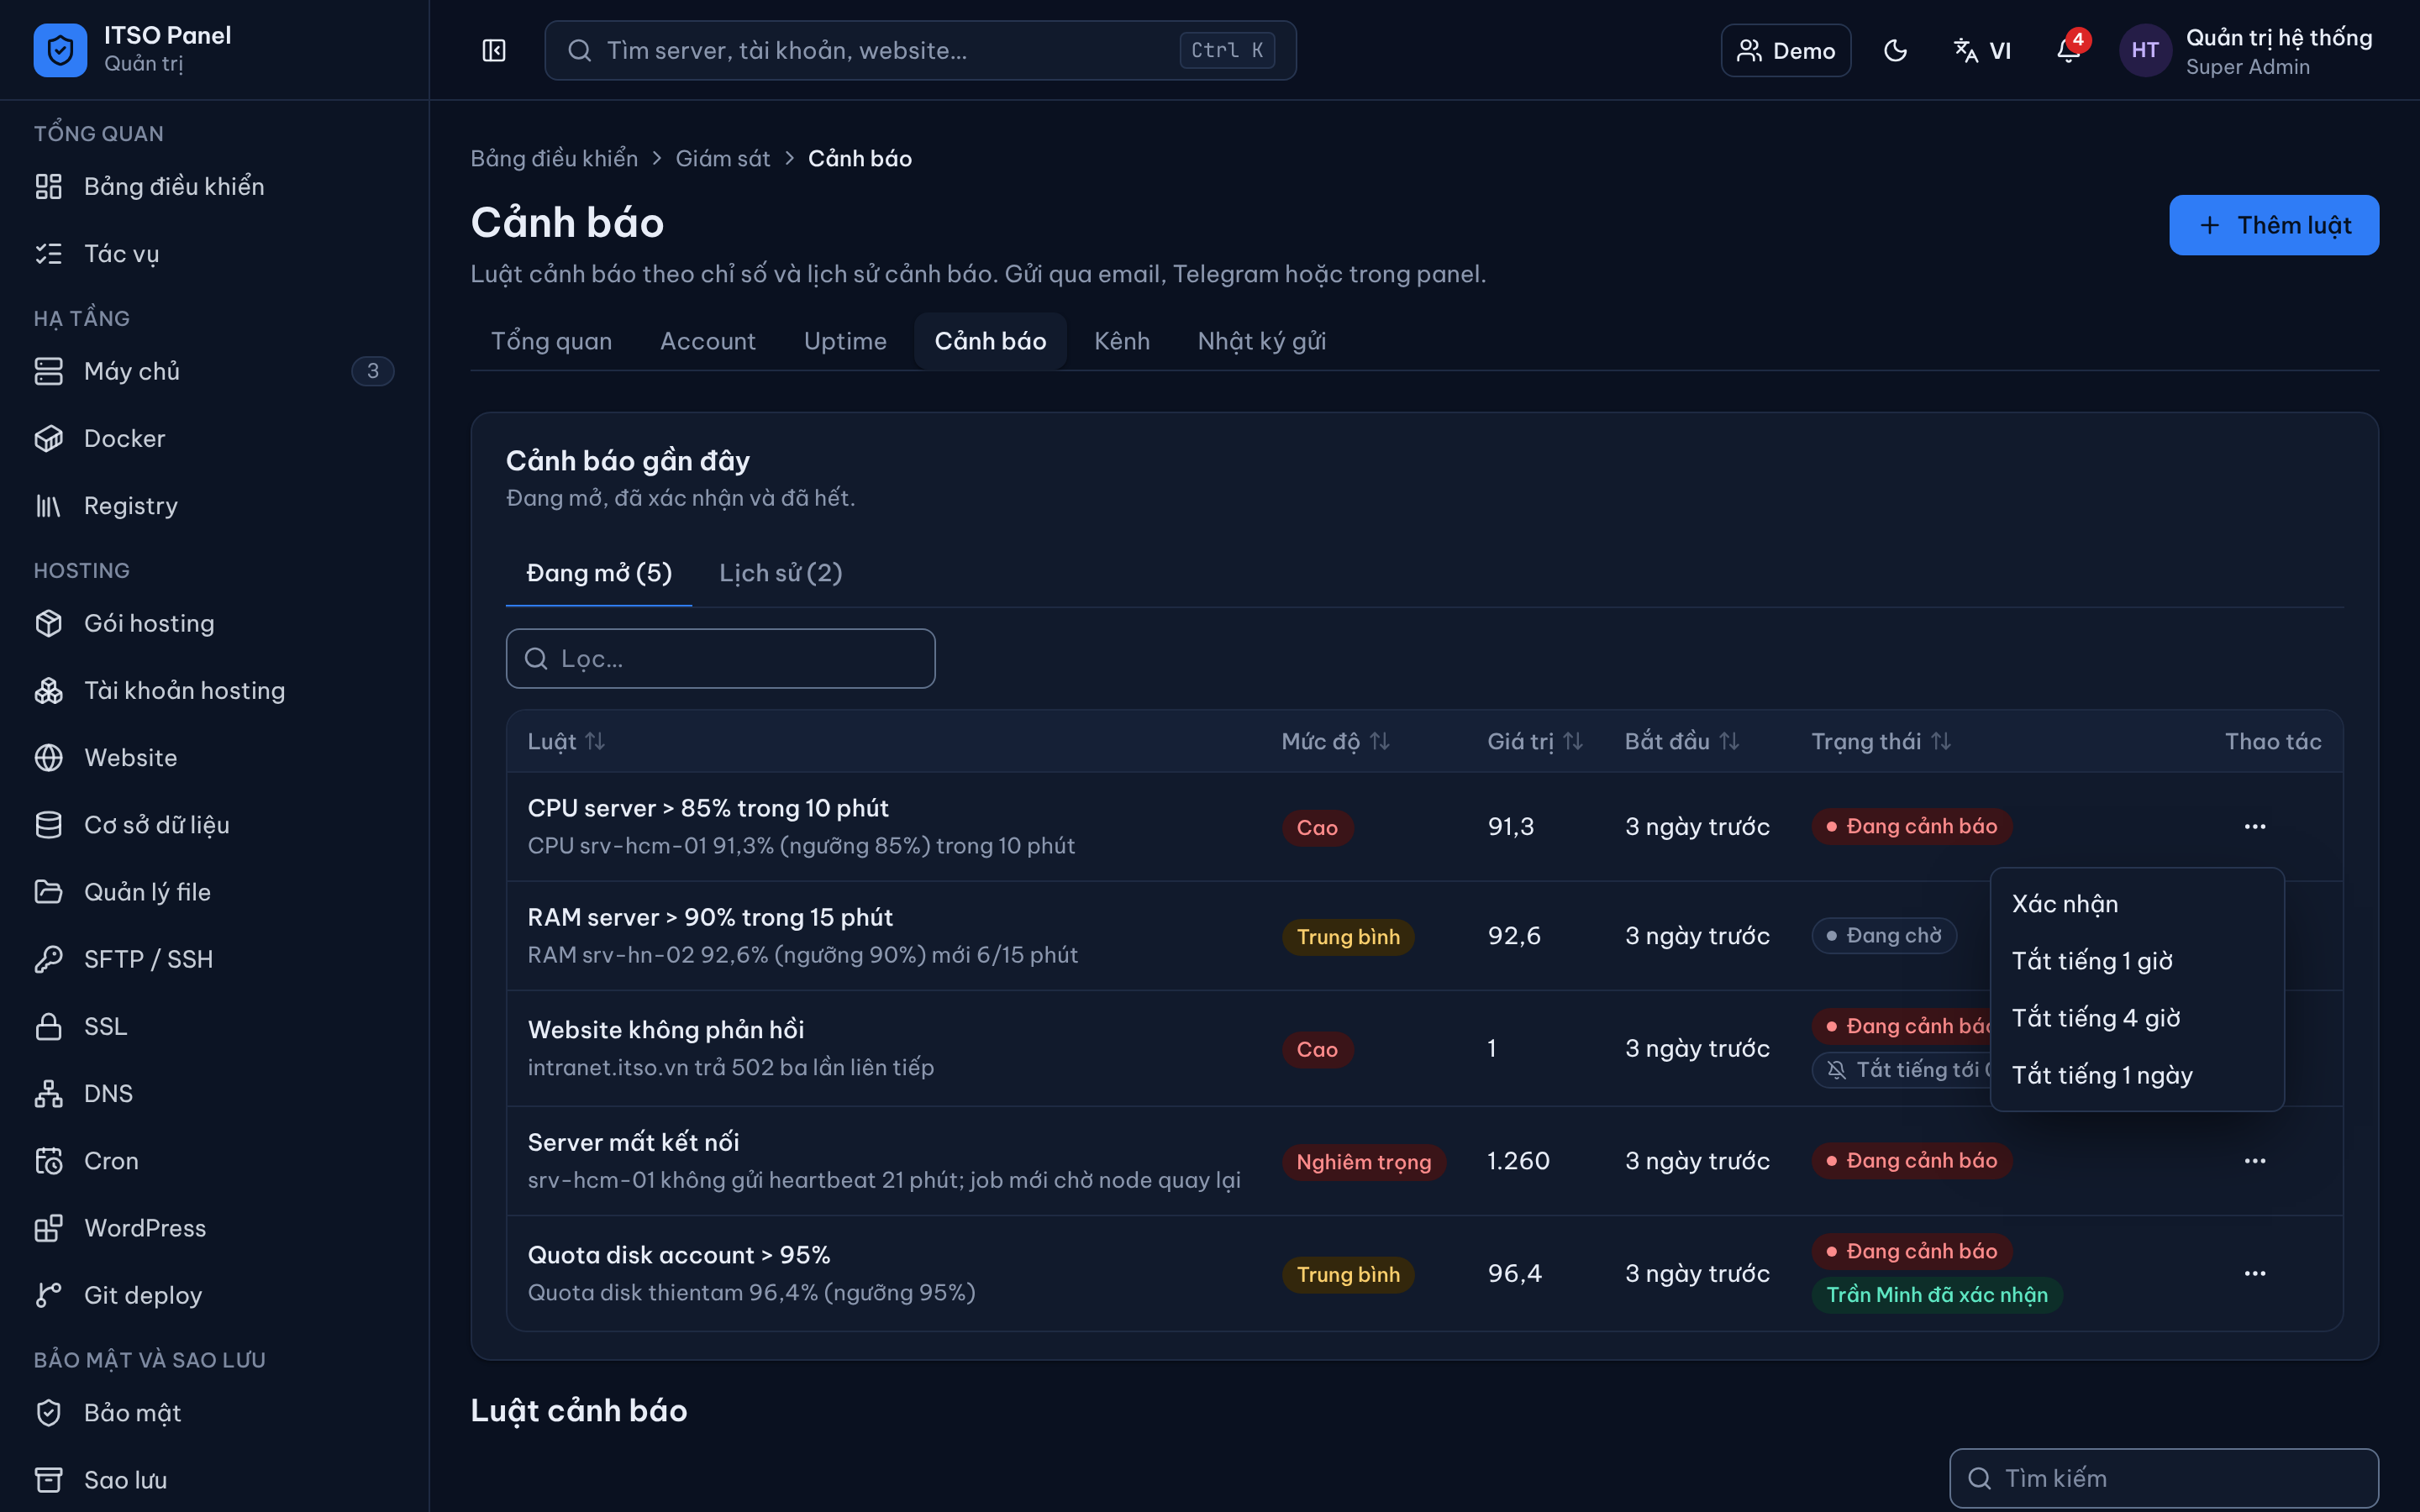 ITSO Panel
Quản trị
Tìm server, tài khoản, website...
Ctrl K
Demo
VI
4
HT
Quản trị hệ thống
Super Admin
TỔNG QUAN
Bảng điều khiển
Tác vụ
HẠ TẦNG
Máy chủ
3
Docker
Registry
HOSTING
Gói hosting
Tài khoản hosting
Website
Cơ sở dữ liệu
Quản lý file
SFTP / SSH
SSL
DNS
Cron
WordPress
Git deploy
BẢO MẬT VÀ SAO LƯU
Bảo mật
Sao lưu
Bảng điều khiển > Giám sát > Cảnh báo
Cảnh báo
Luật cảnh báo theo chỉ số và lịch sử cảnh báo. Gửi qua email, Telegram hoặc trong panel.
+ Thêm luật
Tổng quan Account Uptime Cảnh báo Kênh Nhật ký gửi
Cảnh báo gần đây
Đang mở, đã xác nhận và đã hết.
Đang mở (5) Lịch sử (2)
Lọc...
Luật Mức độ Giá trị Bắt đầu Trạng thái Thao tác
CPU server > 85% trong 10 phút
CPU srv-hcm-01 91,3% (ngưỡng 85%) trong 10 phút
Cao 91,3 3 ngày trước Đang cảnh báo
RAM server > 90% trong 15 phút
RAM srv-hn-02 92,6% (ngưỡng 90%) mới 6/15 phút
Trung bình 92,6 3 ngày trước Đang chờ
Website không phản hồi
intranet.itso.vn trả 502 ba lần liên tiếp
Cao 1 3 ngày trước Đang cảnh báo
Tắt tiếng tới
Xác nhận
Tắt tiếng 1 giờ
Tắt tiếng 4 giờ
Tắt tiếng 1 ngày
Server mất kết nối
srv-hcm-01 không gửi heartbeat 21 phút; job mới chờ node quay lại
Nghiêm trọng 1.260 3 ngày trước Đang cảnh báo
Quota disk account > 95%
Quota disk thientam 96,4% (ngưỡng 95%)
Trung bình 96,4 3 ngày trước Đang cảnh báo
Trần Minh đã xác nhận
Luật cảnh báo
Tìm kiếm